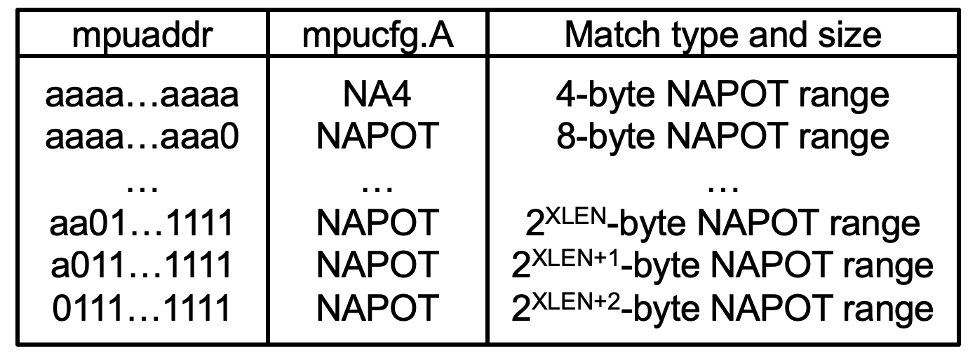 mpuaddr mpucfg.A Match type and size
aaaa…aaaa NA4 4-byte NAPOT range
aaaa…aaa0 NAPOT 8-byte NAPOT range
… … …
aa01…1111 NAPOT 2^XLEN-byte NAPOT range
a011…1111 NAPOT 2^XLEN+1-byte NAPOT range
0111…1111 NAPOT 2^XLEN+2-byte NAPOT range